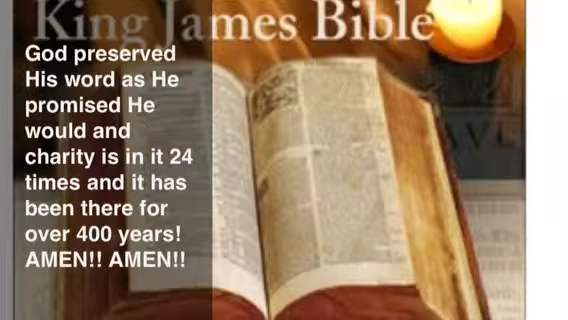 King James Bible
God preserved
His word as He
promised He
would and
charity is in it 24
times and it has
been there for
over 400 years!
AMEN!! AMEN!!